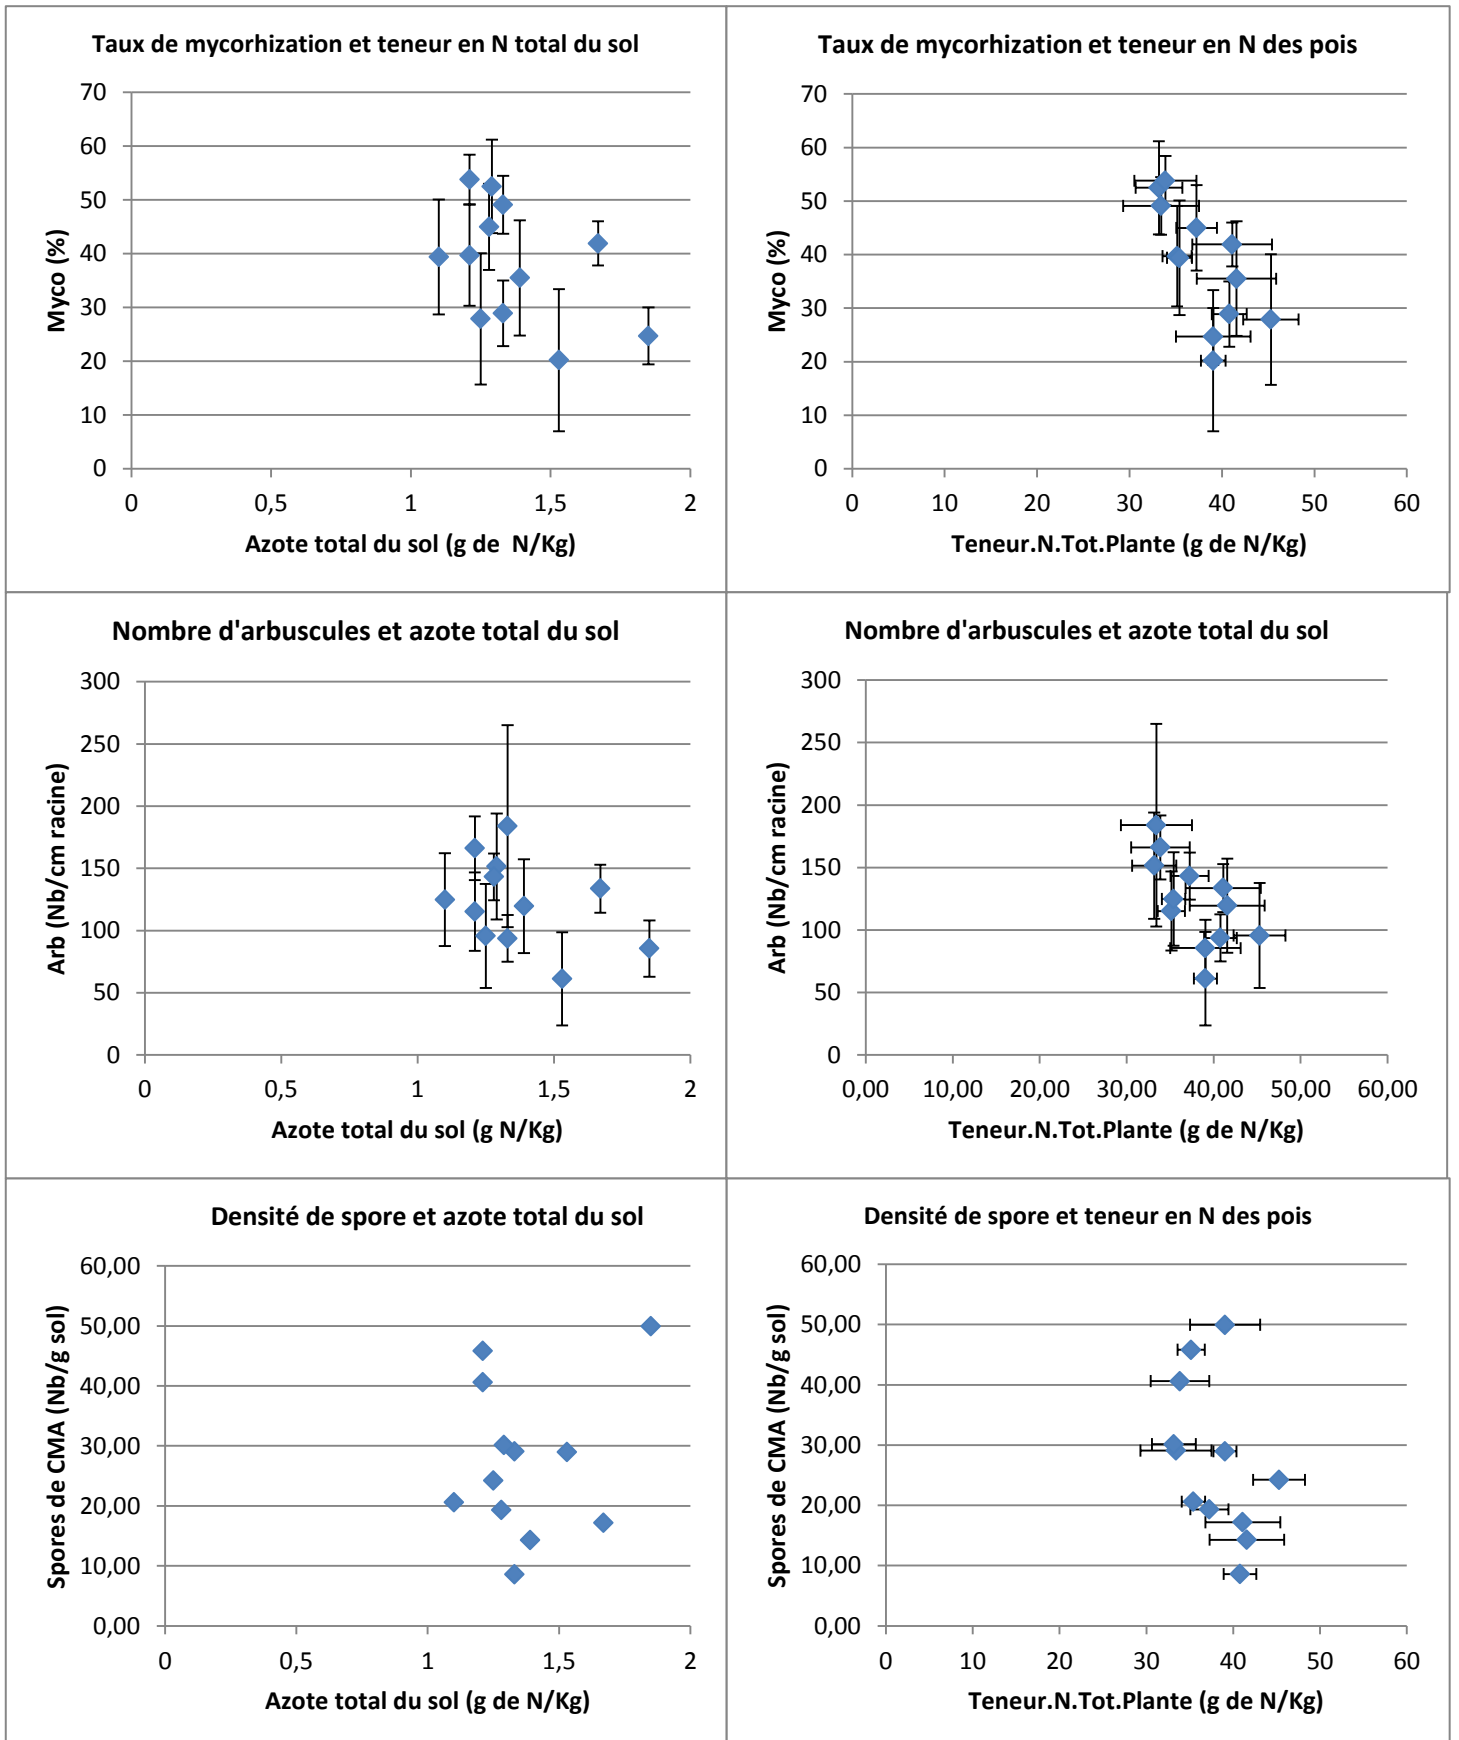 Taux de mycorhization et teneur en N total du sol
70
60
50
40
30
20
10
0
Myco (%)
0 0,5 1 1,5 2
Azote total du sol (g de N/Kg)
Taux de mycorhization et teneur en N des pois
70
60
50
40
30
20
10
0
Myco (%)
0 10 20 30 40 50 60
Teneur.N.Tot.Plante (g de N/Kg)
Nombre d'arbuscules et azote total du sol
300
250
200
150
100
50
0
Arb (Nb/cm racine)
0 0,5 1 1,5 2
Azote total du sol (g N/Kg)
Nombre d'arbuscules et azote total du sol
300
250
200
150
100
50
0
Arb (Nb/cm racine)
0,00 10,00 20,00 30,00 40,00 50,00 60,00
Teneur.N.Tot.Plante (g de N/Kg)
Densité de spore et azote total du sol
60,00
50,00
40,00
30,00
20,00
10,00
0,00
Spores de CMA (Nb/g sol)
0 0,5 1 1,5 2
Azote total du sol (g de N/Kg)
Densité de spore et teneur en N des pois
60,00
50,00
40,00
30,00
20,00
10,00
0,00
Spores de CMA (Nb/g sol)
0 10 20 30 40 50 60
Teneur.N.Tot.Plante (g de N/Kg)